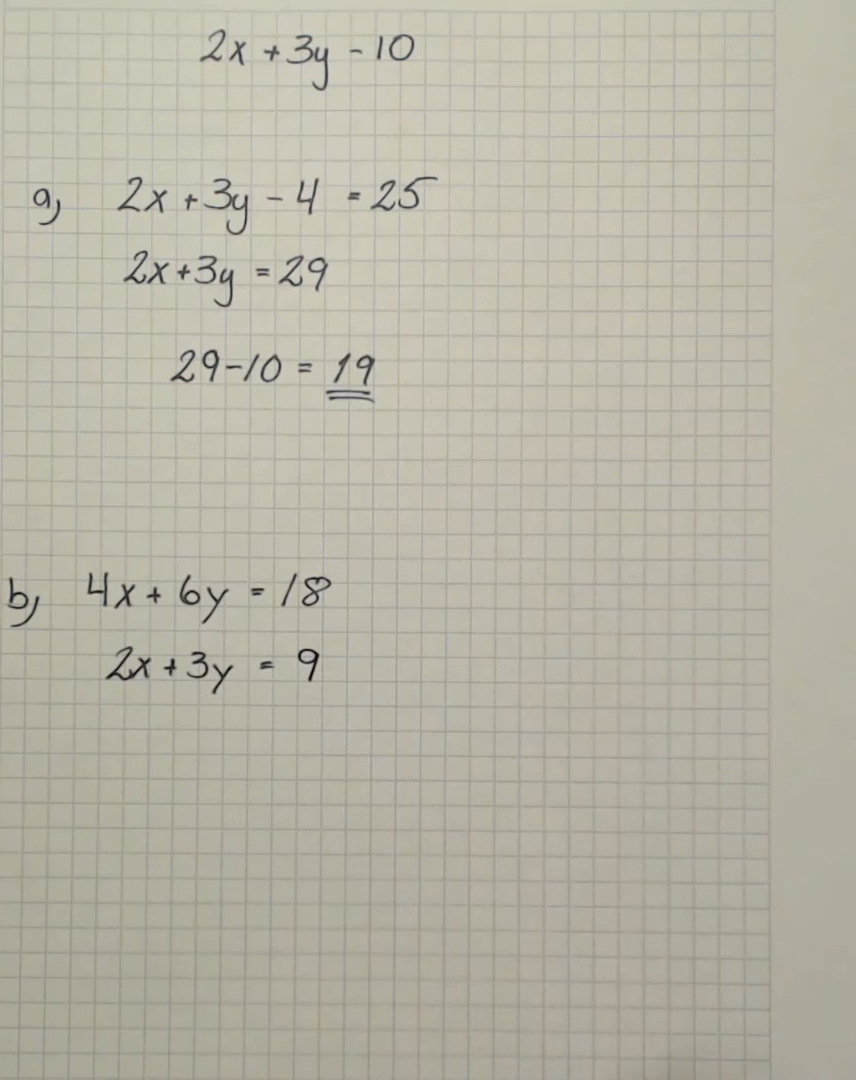 2x + 3y - 10
a) 2x + 3y - 4 = 25
2x + 3y = 29
29 - 10 = 19
b) 4x + 6y = 18
2x + 3y = 9